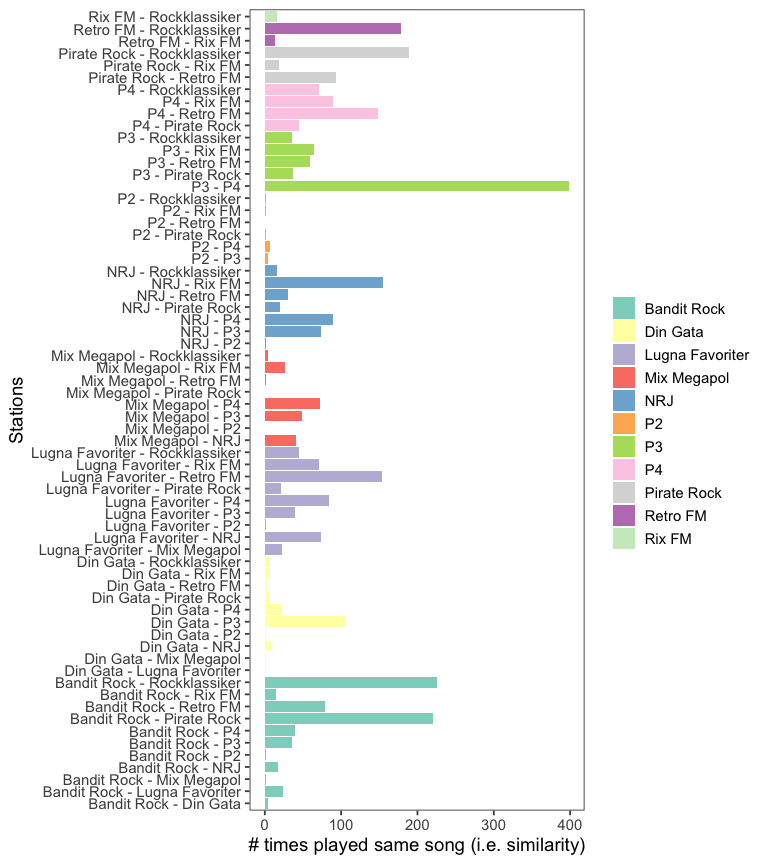 Rix FM - Rockklassiker
Retro FM - Rockklassiker
Retro FM - Rix FM
Pirate Rock - Rockklassiker
Pirate Rock - Rix FM
Pirate Rock - Retro FM
P4 - Rockklassiker
P4 - Rix FM
P4 - Retro FM
P4 - Pirate Rock
P3 - Rockklassiker
P3 - Rix FM
P3 - Retro FM
P3 - Pirate Rock
P3 - P4
P2 - Rockklassiker
P2 - Rix FM
P2 - Retro FM
P2 - Pirate Rock
P2 - P4
P2 - P3
NRJ - Rockklassiker
NRJ - Rix FM
NRJ - Retro FM
NRJ - Pirate Rock
NRJ - P4
NRJ - P3
NRJ - P2
Mix Megapol - Rockklassiker
Mix Megapol - Rix FM
Mix Megapol - Retro FM
Mix Megapol - Pirate Rock
Mix Megapol - P4
Mix Megapol - P3
Mix Megapol - P2
Mix Megapol - NRJ
Lugna Favoriter - Rockklassiker
Lugna Favoriter - Rix FM
Lugna Favoriter - Retro FM
Lugna Favoriter - Pirate Rock
Lugna Favoriter - P4
Lugna Favoriter - P3
Lugna Favoriter - P2
Lugna Favoriter - NRJ
Lugna Favoriter - Mix Megapol
Din Gata - Rockklassiker
Din Gata - Rix FM
Din Gata - Retro FM
Din Gata - Pirate Rock
Din Gata - P4
Din Gata - P3
Din Gata - P2
Din Gata - NRJ
Din Gata - Mix Megapol
Din Gata - Lugna Favoriter
Bandit Rock - Rockklassiker
Bandit Rock - Rix FM
Bandit Rock - Retro FM
Bandit Rock - Pirate Rock
Bandit Rock - P4
Bandit Rock - P3
Bandit Rock - P2
Bandit Rock - NRJ
Bandit Rock - Mix Megapol
Bandit Rock - Lugna Favoriter
Bandit Rock - Din Gata
Stations
0 100 200 300 400
# times played same song (i.e. similarity)
Bandit Rock
Din Gata
Lugna Favoriter
Mix Megapol
NRJ
P2
P3
P4
Pirate Rock
Retro FM
Rix FM